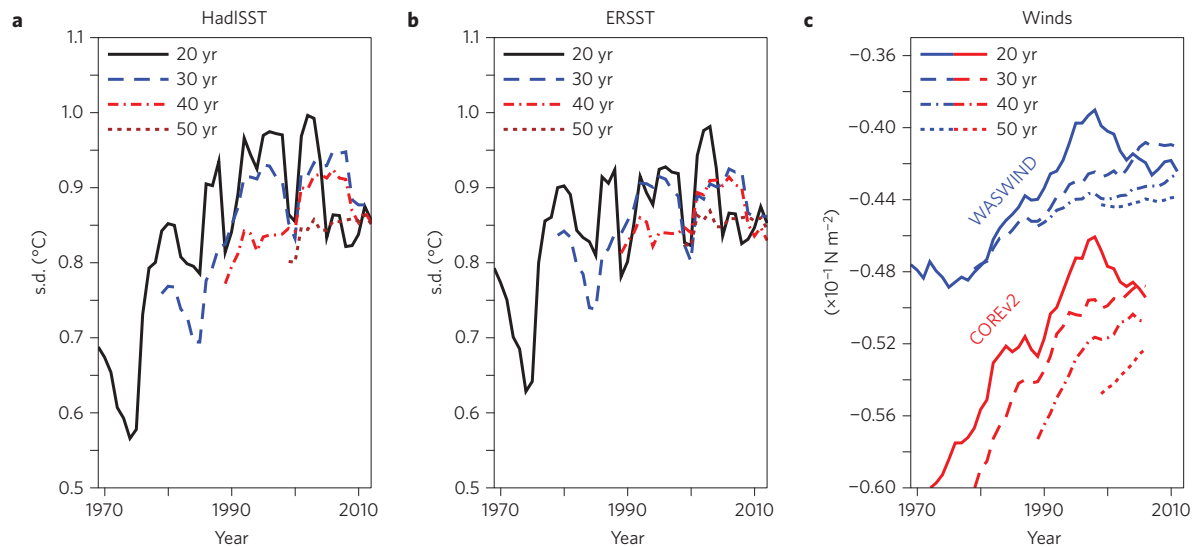 a
HadISST
1.1
1.0
0.9
0.8
0.7
0.6
0.5
s.d. (°C)
20 yr
30 yr
40 yr
50 yr
1970
1990
2010
Year
b
ERSST
1.1
1.0
0.9
0.8
0.7
0.6
0.5
s.d. (°C)
20 yr
30 yr
40 yr
50 yr
1970
1990
2010
Year
c
Winds
−0.36
−0.40
−0.44
−0.48
−0.52
−0.56
−0.60
(×10⁻¹ N m⁻²)
20 yr
30 yr
40 yr
50 yr
WASWIND
COREv2
1970
1990
2010
Year